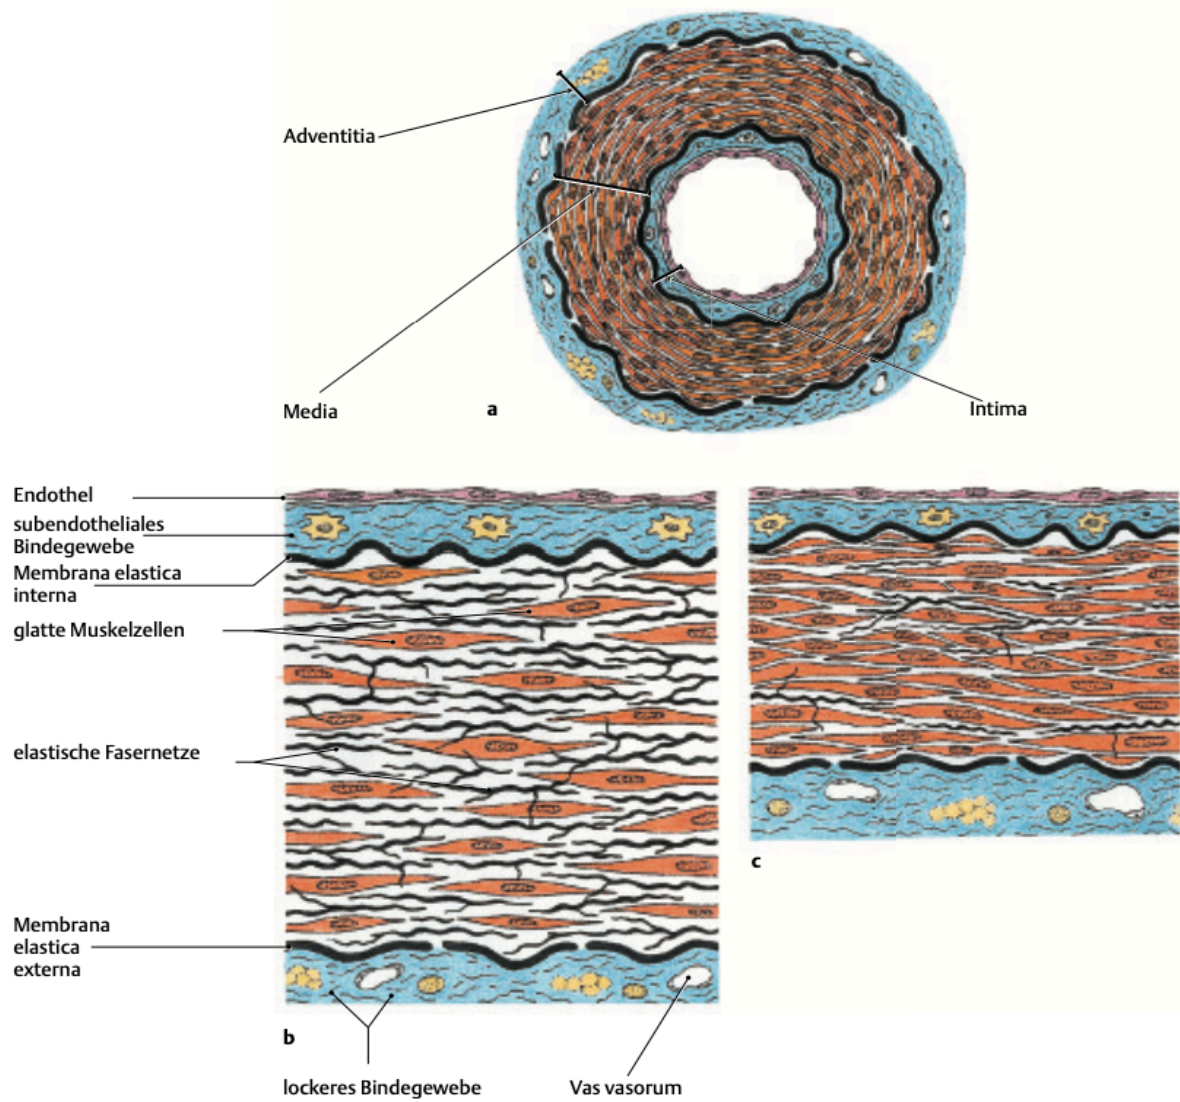 Adventitia
Media
a
Intima
Endothel
subendotheliales
Bindegewebe
Membrana elastica
interna
glatte Muskelzellen
elastische Fasernetze
c
Membrana
elastica
externa
b
lockeres Bindegewebe
Vas vasorum